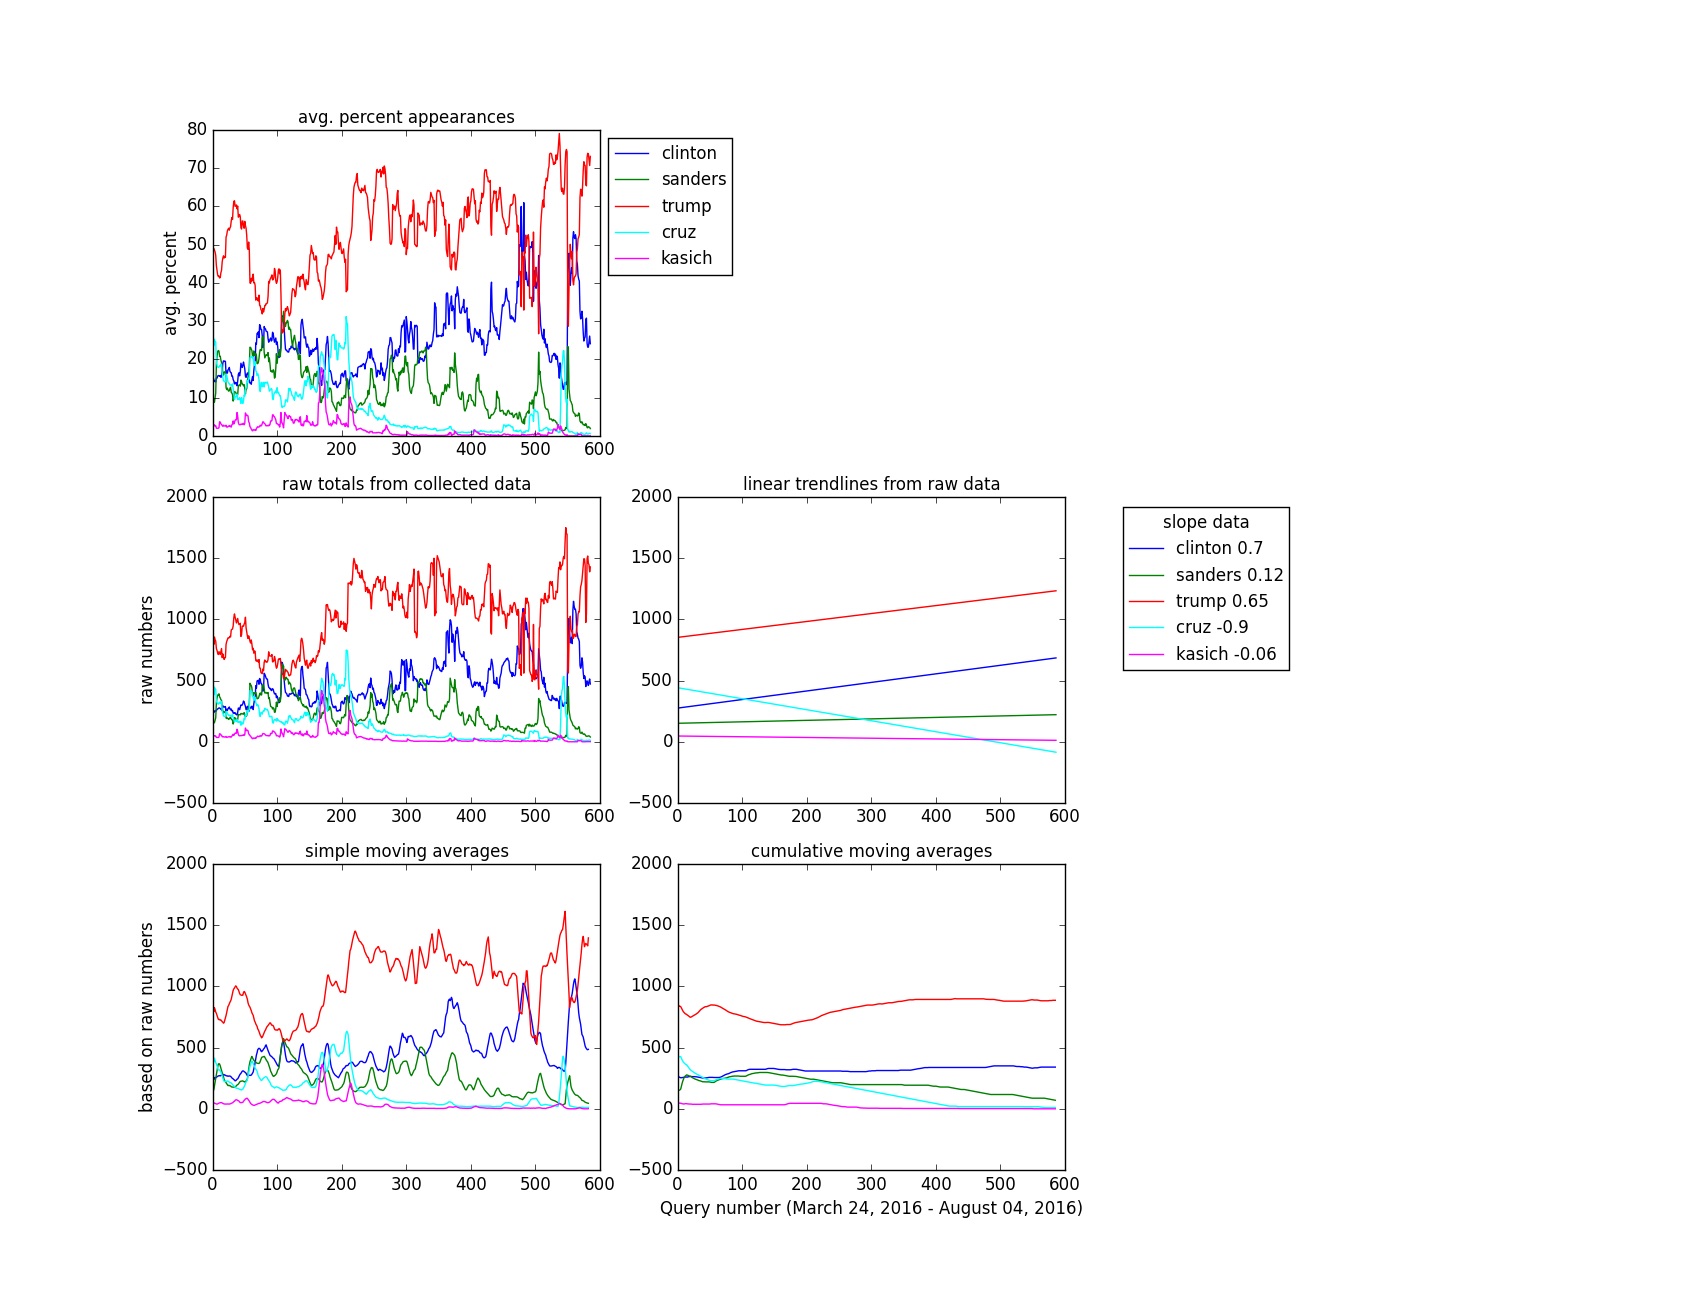 avg. percent appearances
80
70
60
50
40
30
20
10
0
avg. percent
0 100 200 300 400 500 600
clinton
sanders
trump
cruz
kasich
raw totals from collected data
2000
1500
1000
500
0
−500
raw numbers
0 100 200 300 400 500 600
linear trendlines from raw data
2000
1500
1000
500
0
−500
0 100 200 300 400 500 600
slope data
clinton 0.7
sanders 0.12
trump 0.65
cruz -0.9
kasich -0.06
simple moving averages
2000
1500
1000
500
0
−500
based on raw numbers
0 100 200 300 400 500 600
cumulative moving averages
2000
1500
1000
500
0
−500
0 100 200 300 400 500 600
Query number (March 24, 2016 - August 04, 2016)